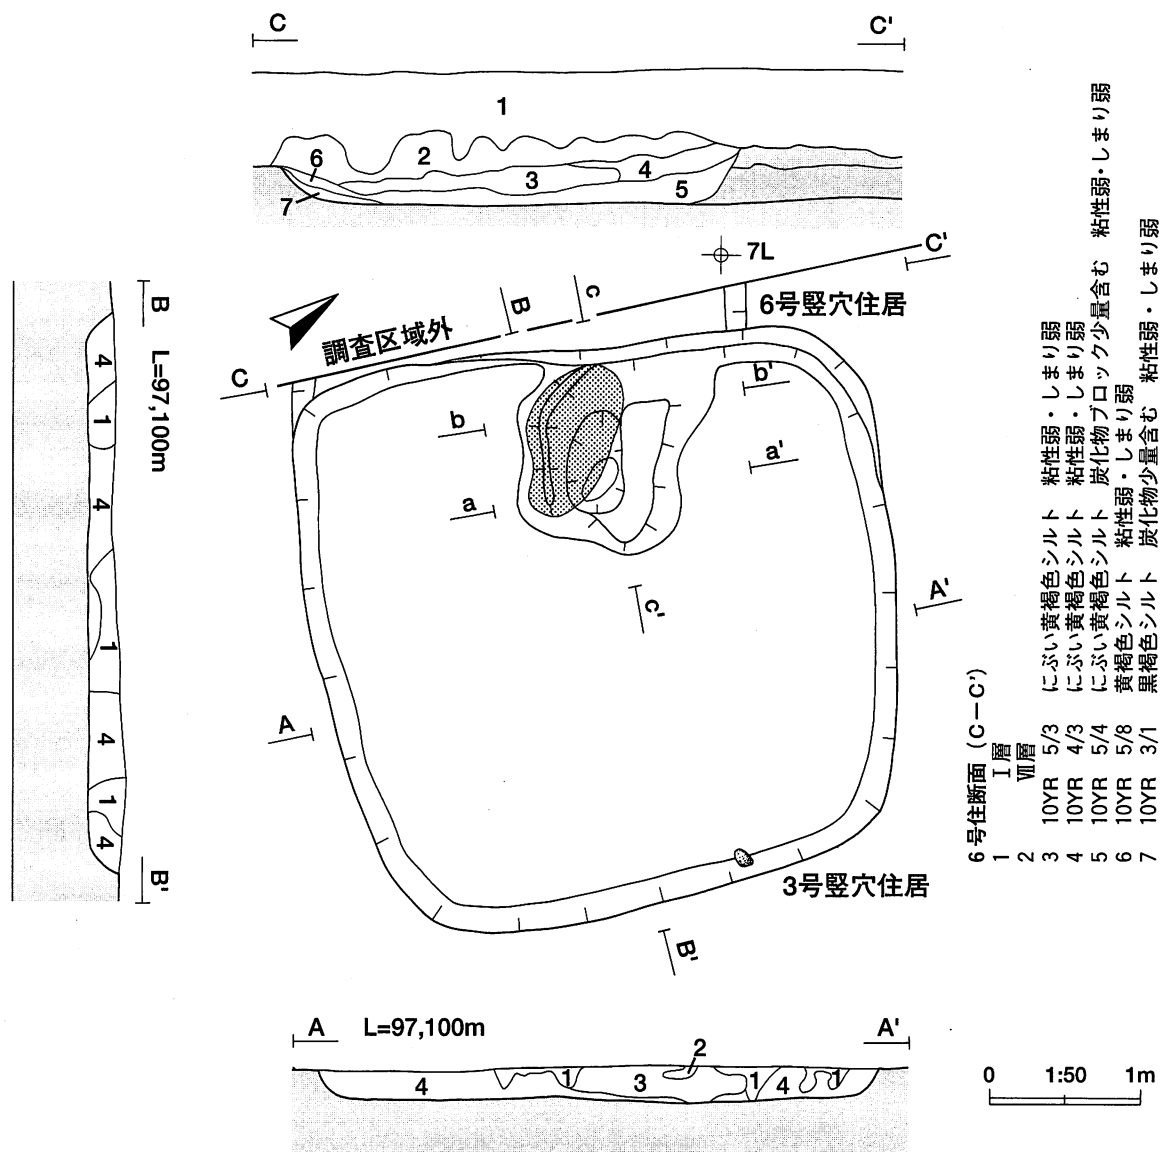 C C'
1
6 2 4
3
7 5
C'
7L
B c
6号竪穴住居
調査区域外
C
b b'
a a'
c'
A'
A
3号竪穴住居
B'
B L=97,100m
4
1
4
1
4
1
4
B'
A L=97,100m A'
2
4 1 3 1 4 1
0 1:50 1m
6号住断面(C－C')
1 Ⅰ層
2 Ⅶ層
3 10YR 5/3 にぶい黄褐色シルト 粘性弱・しまり弱
4 10YR 4/3 にぶい黄褐色シルト 粘性弱・しまり弱
5 10YR 5/4 にぶい黄褐色シルト 炭化物ブロック少量含む 粘性弱・しまり弱
6 10YR 5/8 黄褐色シルト 粘性弱・しまり弱
7 10YR 3/1 黒褐色シルト 炭化物少量含む 粘性弱・しまり弱